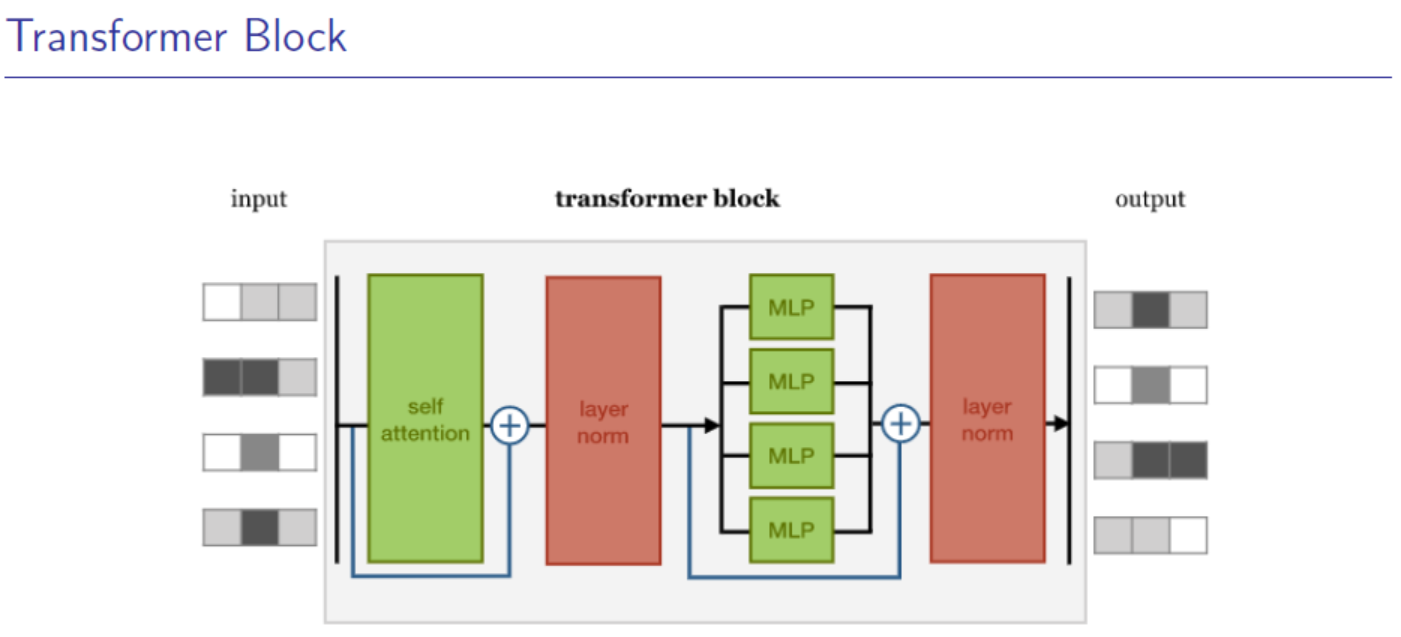 Transformer Block
input
transformer block
output
self
attention
layer
norm
MLP
MLP
MLP
MLP
layer
norm